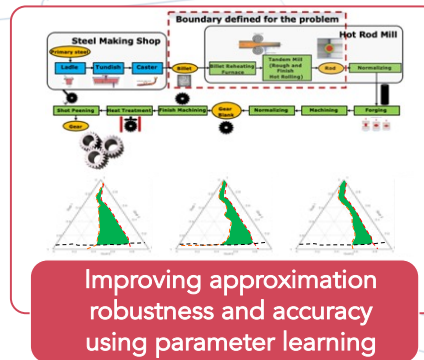 Boundary defined for the problem
Steel Making Shop
Hot Rod Mill
Primary steel
Ladle
Tundish
Caster
Billet
Billet Reheating
Furnace
Tandem Mill
(Rough and
Finish
Hot Rolling)
Rod
Normalizing
Shot Peening
Heat Treatment
Finish Machining
Gear
Blank
Normalizing
Machining
Forging
Gear
Improving approximation
robustness and accuracy
using parameter learning